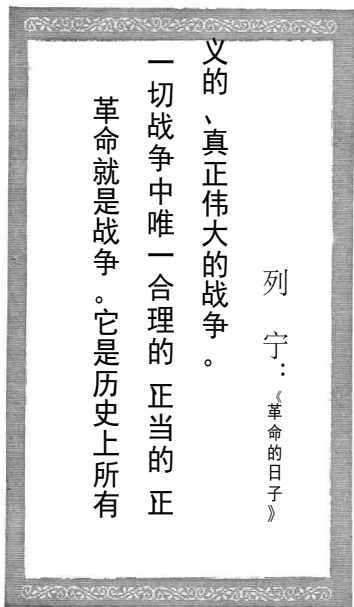 革命就是战争。它是历史上所有
一切战争中唯一合理的、正当的、正
义的、真正伟大的战争。
列 宁：《革命的日子》